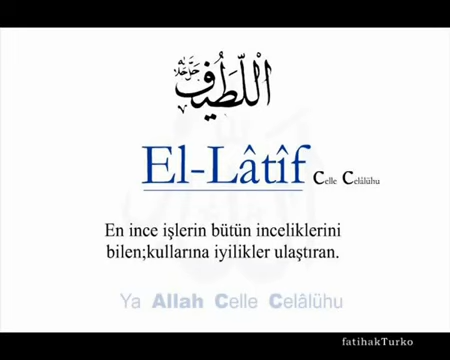 اللَّطِيفُ جَلَّ جَلَالُهُ
El-Lâtîf Celle Celâlühu
En ince işlerin bütün inceliklerini
bilen;kullarına iyilikler ulaştıran.
Ya Allah Celle Celâlühu
fatihakTurko